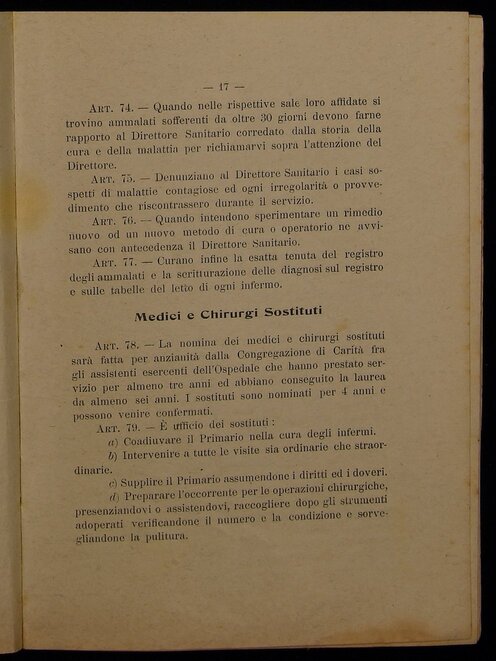 — 17 —
ART. 74. — Quando nelle rispettive sale loro affidate si
trovino ammalati sofferenti da oltre 30 giorni devono farne
rapporto al Direttore Sanitario corredato dalla storia della
cura e della malattia per richiamarvi sopra l'attenzione del
Direttore.
ART. 75. — Denunziano al Direttore Sanitario i casi so-
spetti di malattie contagiose ed ogni irregolarità o provve-
dimento che riscontrassero durante il servizio.
ART. 76. — Quando intendono sperimentare un rimedio
nuovo od un nuovo metodo di cura o operatorio ne avvi-
sano con antecedenza il Direttore Sanitario.
ART. 77. — Curano infine la esatta tenuta del registro
degli ammalati e la scritturazione delle diagnosi sul registro
e sulle tabelle del letto di ogni infermo.
Medici e Chirurgi Sostituti
ART. 78. — La nomina dei medici e chirurgi sostituti
sarà fatta per anzianità dalla Congregazione di Carità fra
gli assistenti esercenti dell'Ospedale che hanno prestato ser-
vizio per almeno tre anni ed abbiano conseguito la laurea
da almeno sei anni. I sostituti sono nominati per 4 anni e
possono venire confermati.
ART. 79. — È ufficio dei sostituti :
a) Coadiuvare il Primario nella cura degli infermi.
b) Intervenire a tutte le visite sia ordinarie che straor-
dinarie.
c) Supplire il Primario assumendone i diritti ed i doveri.
d) Preparare l'occorrente per le operazioni chirurgiche,
presenziandovi o assistendovi, raccogliere dopo gli strumenti
adoperati verificandone il numero e la condizione e sorve-
gliandone la pulitura.